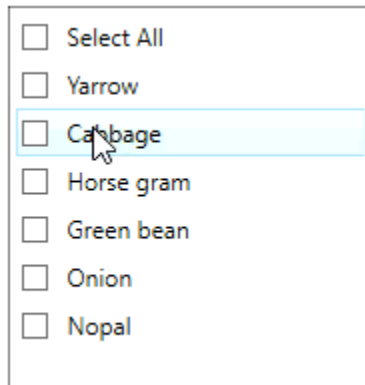 Select All
Yarrow
Cabbage
Horse gram
Green bean
Onion
Nopal